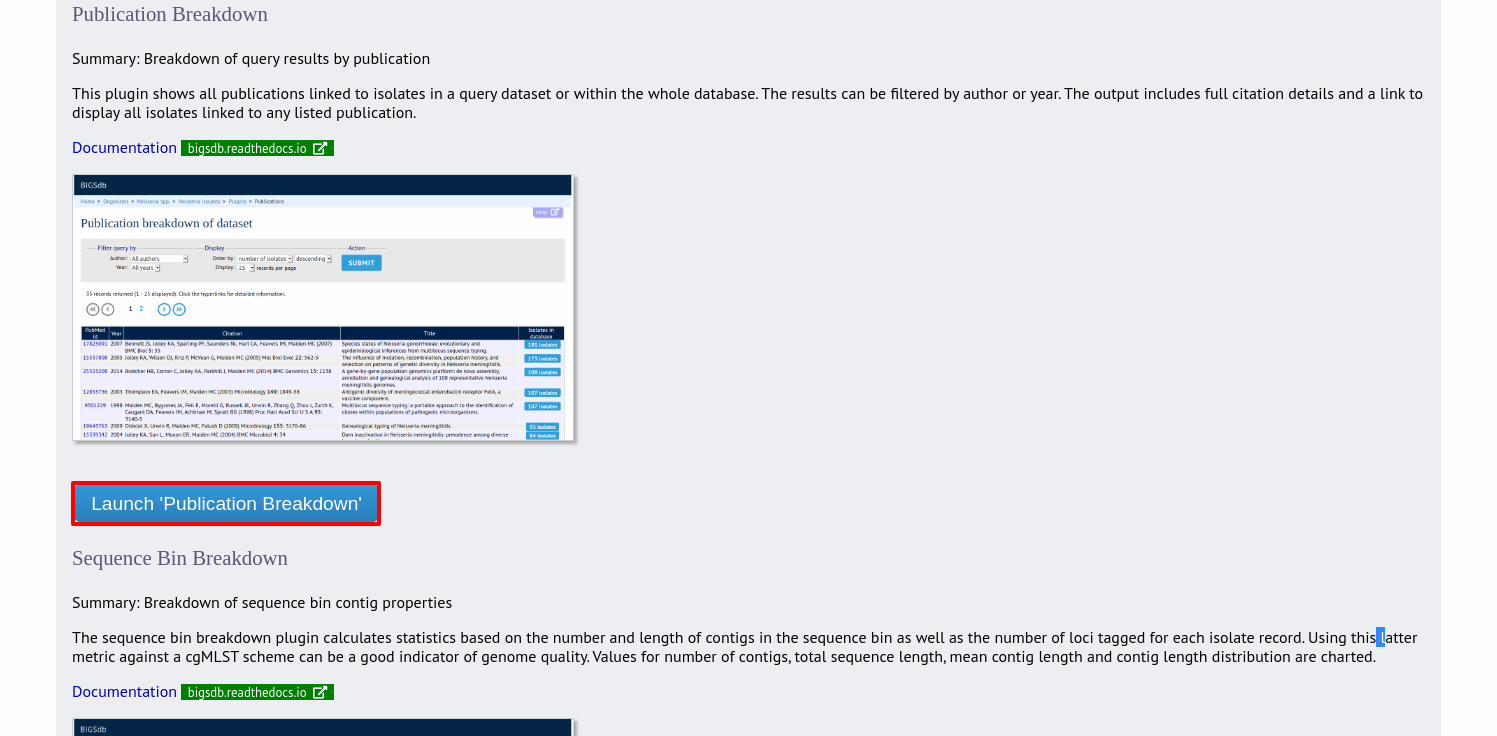 Publication Breakdown
Summary: Breakdown of query results by publication
This plugin shows all publications linked to isolates in a query dataset or within the whole database. The results can be filtered by author or year. The output includes full citation details and a link to
display all isolates linked to any listed publication.
Documentation bigsdb.readthedocs.io
BIGSdb
Home > Organisms > Neisseria spp. > Neisseria isolates > Plugins > Publications
Help
Publication breakdown of dataset
Filter query by Display Action
Author: All authors Order by: number of isolates descending SUBMIT
Year: All years Display: 25 records per page
35 records returned (1 - 25 displayed). Click the hyperlinks for detailed information.
1 2
PubMed id Year Citation Title Isolates in database
17825091 2007 Bennett JS, Jolley KA, Sparling PF, Saunders NJ, Hart CA, Feavers IM, Maiden MC (2007) Species status of Neisseria gonorrhoeae: evolutionary and 181 isolates
BMC Biol 5: 35 epidemiological inferences from multilocus sequence typing.
15357808 2005 Jolley KA, Wilson DJ, Kriz P, McVean G, Maiden MC (2005) Mol Biol Evol 22: 562-9 The influence of mutation, recombination, population history, and 173 isolates
selection on patterns of genetic diversity in Neisseria meningitidis.
25523208 2014 Bratcher HB, Corton C, Jolley KA, Parkhill J, Maiden MC (2014) BMC Genomics 15: 1138 A gene-by-gene population genomics platform: de novo assembly, 108 isolates
annotation and genealogical analysis of 108 representative Neisseria
meningitidis genomes.
12855736 2003 Thompson EA, Feavers IM, Maiden MC (2003) Microbiology 149: 1849-58 Antigenic diversity of meningococcal enterobactin receptor FetA, a 107 isolates
vaccine component.
9501229 1998 Maiden MC, Bygraves JA, Feil E, Morelli G, Russell JE, Urwin R, Zhang Q, Zhou J, Zurth K, Multilocus sequence typing: a portable approach to the identification of 107 isolates
Caugant DA, Feavers IM, Achtman M, Spratt BG (1998) Proc Natl Acad Sci U S A 95: clones within populations of pathogenic microorganisms.
3140-5
19643763 2009 Didelot X, Urwin R, Maiden MC, Falush D (2009) Microbiology 155: 3176-86 Genealogical typing of Neisseria meningitidis. 93 isolates
15339342 2004 Jolley KA, Sun L, Moxon ER, Maiden MC (2004) BMC Microbiol 4: 34 Dam inactivation in Neisseria meningitidis: prevalence among diverse 84 isolates
Launch 'Publication Breakdown'
Sequence Bin Breakdown
Summary: Breakdown of sequence bin contig properties
The sequence bin breakdown plugin calculates statistics based on the number and length of contigs in the sequence bin as well as the number of loci tagged for each isolate record. Using this latter
metric against a cgMLST scheme can be a good indicator of genome quality. Values for number of contigs, total sequence length, mean contig length and contig length distribution are charted.
Documentation bigsdb.readthedocs.io
BIGSdb